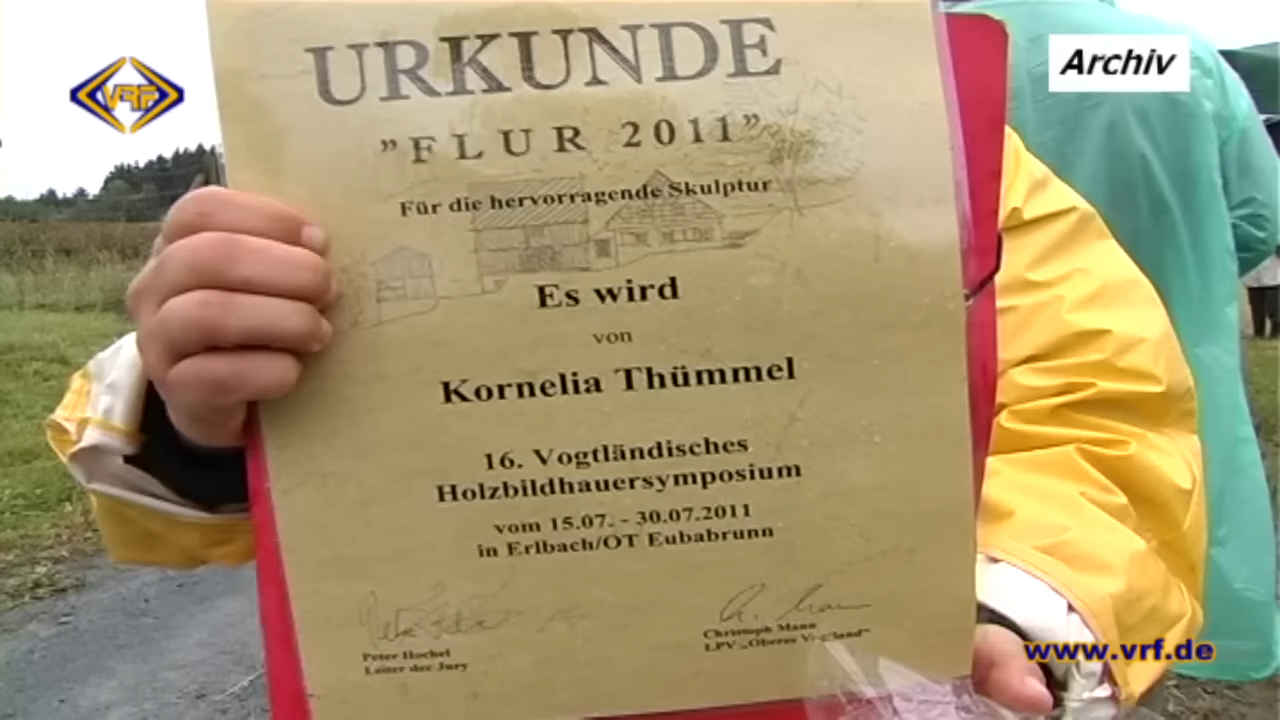 URKUNDE
"FLUR 2011"
Für die hervorragende Skulptur
Es wird
von
Kornelia Thümmel
16. Vogtländisches
Holzbildhauersymposium
vom 15.07. - 30.07.2011
in Erlbach/OT Eubabrunn
Peter Hochel
Leiter der Jury
Christoph Mann
LPV „Oberes Vogtland"
VRF
Archiv
www.vrf.de